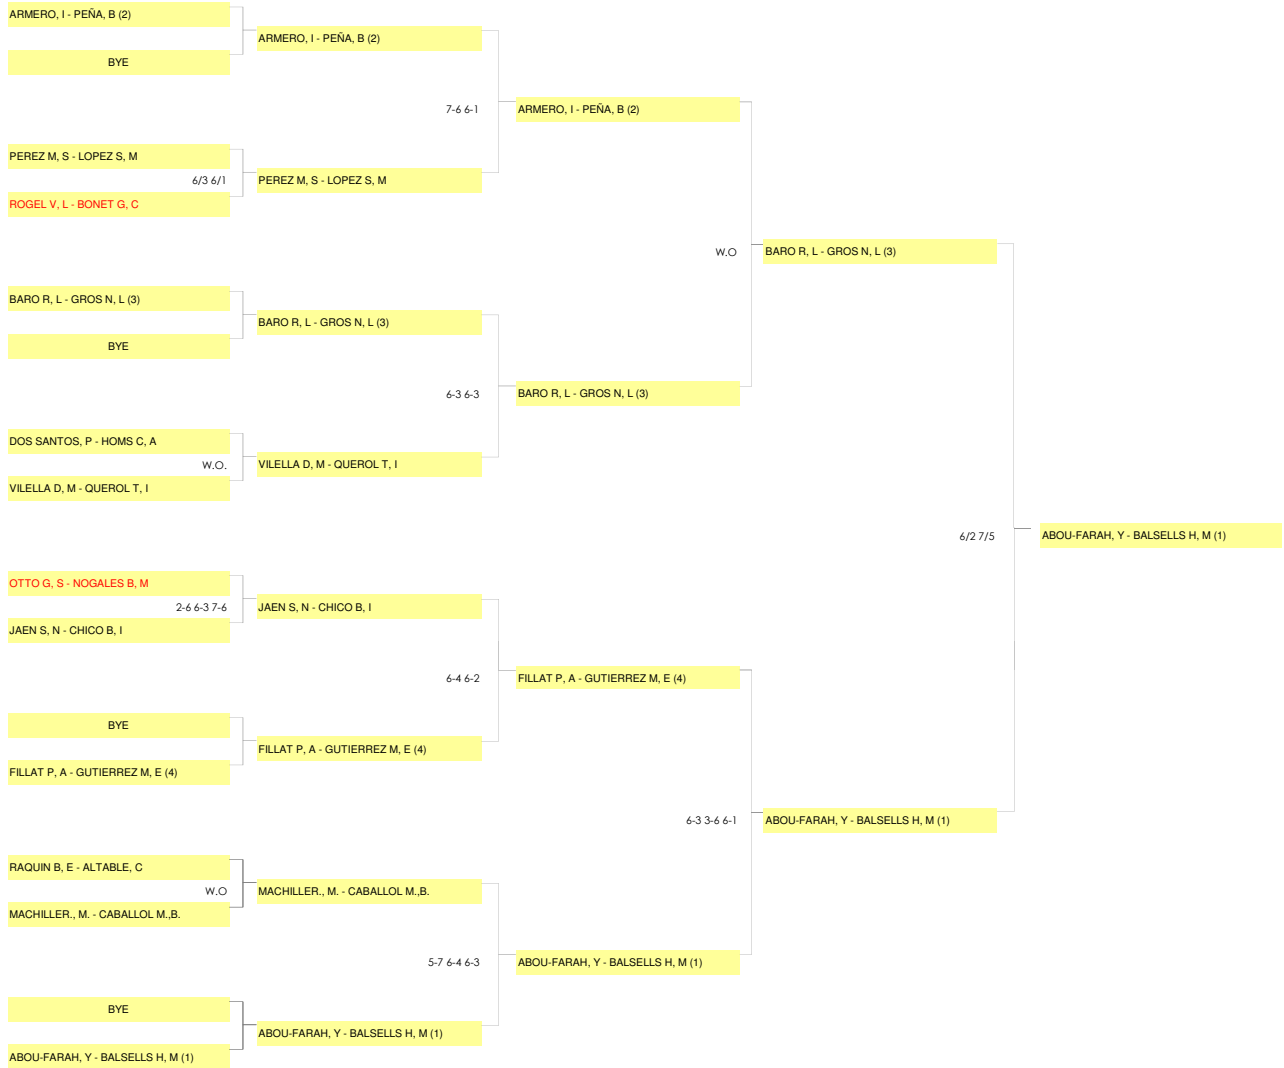 ARMERO, I - PEÑA, B (2)
ARMERO, I - PEÑA, B (2)
BYE
7-6 6-1
ARMERO, I - PEÑA, B (2)
PEREZ M, S - LOPEZ S, M
6/3 6/1
PEREZ M, S - LOPEZ S, M
ROGEL V, L - BONET G, C
W.O
BARO R, L - GROS N, L (3)
BARO R, L - GROS N, L (3)
BARO R, L - GROS N, L (3)
BYE
6-3 6-3
BARO R, L - GROS N, L (3)
DOS SANTOS, P - HOMS C, A
W.O.
VILELLA D, M - QUEROL T, I
VILELLA D, M - QUEROL T, I
6/2 7/5
ABOU-FARAH, Y - BALSELLS H, M (1)
OTTO G, S - NOGALES B, M
2-6 6-3 7-6
JAEN S, N - CHICO B, I
JAEN S, N - CHICO B, I
6-4 6-2
FILLAT P, A - GUTIERREZ M, E (4)
BYE
FILLAT P, A - GUTIERREZ M, E (4)
FILLAT P, A - GUTIERREZ M, E (4)
6-3 3-6 6-1
ABOU-FARAH, Y - BALSELLS H, M (1)
RAQUIN B, E - ALTABLE, C
W.O
MACHILLER., M. - CABALLOL M.,B.
MACHILLER., M. - CABALLOL M.,B.
5-7 6-4 6-3
ABOU-FARAH, Y - BALSELLS H, M (1)
BYE
ABOU-FARAH, Y - BALSELLS H, M (1)
ABOU-FARAH, Y - BALSELLS H, M (1)